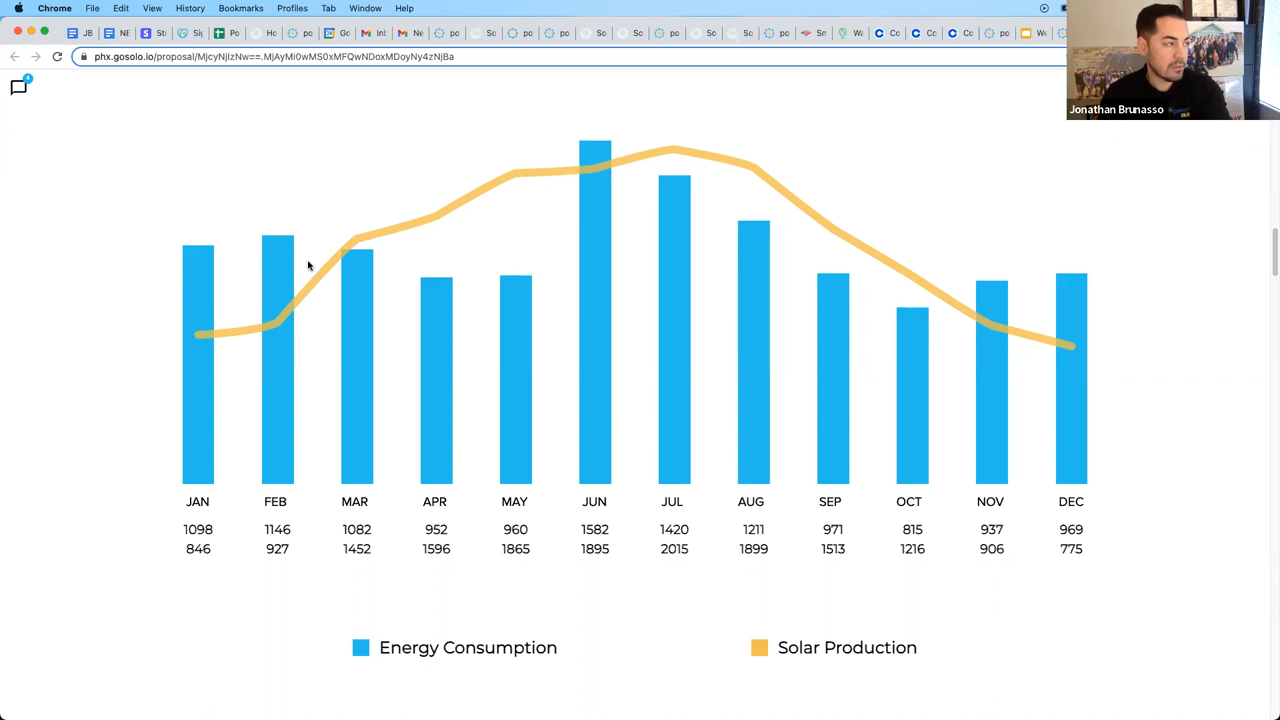 Chrome File Edit View History Bookmarks Profiles Tab Window Help
phx.gosolo.io/proposal/MjcyNjIzNw==.MjAyMi0wMS0xMFQwNDoxMDoyNy4zNjBa
4
Jonathan Brunasso
JAN FEB MAR APR MAY JUN JUL AUG SEP OCT NOV DEC
1098 1146 1082 952 960 1582 1420 1211 971 815 937 969
846 927 1452 1596 1865 1895 2015 1899 1513 1216 906 775
Energy Consumption Solar Production